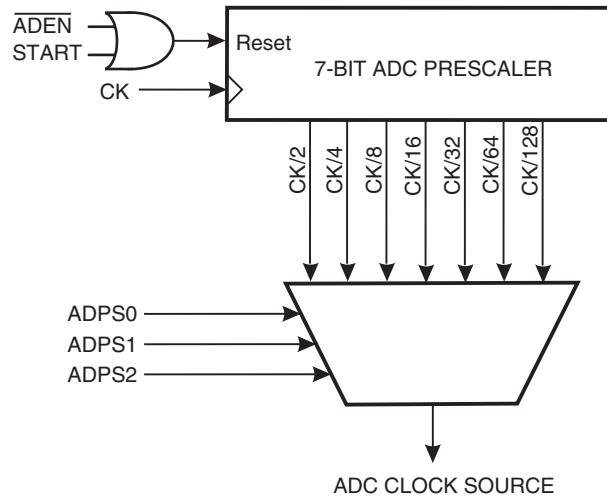 ADEN
START
Reset
7-BIT ADC PRESCALER
CK
CK/2
CK/4
CK/8
CK/16
CK/32
CK/64
CK/128
ADPS0
ADPS1
ADPS2
ADC CLOCK SOURCE